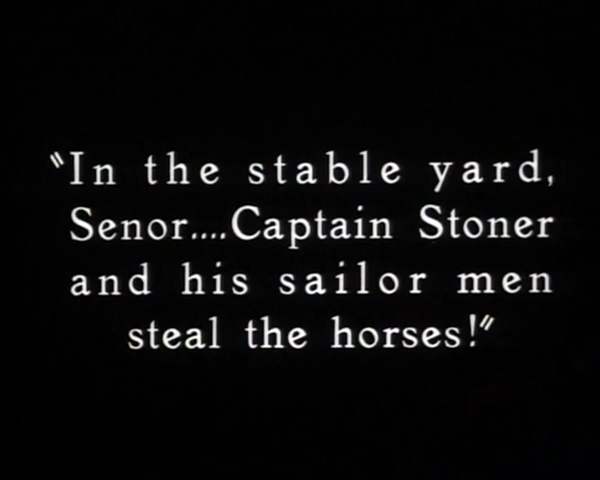 "In the stable yard,
Senor....Captain Stoner
and his sailor men
steal the horses!"